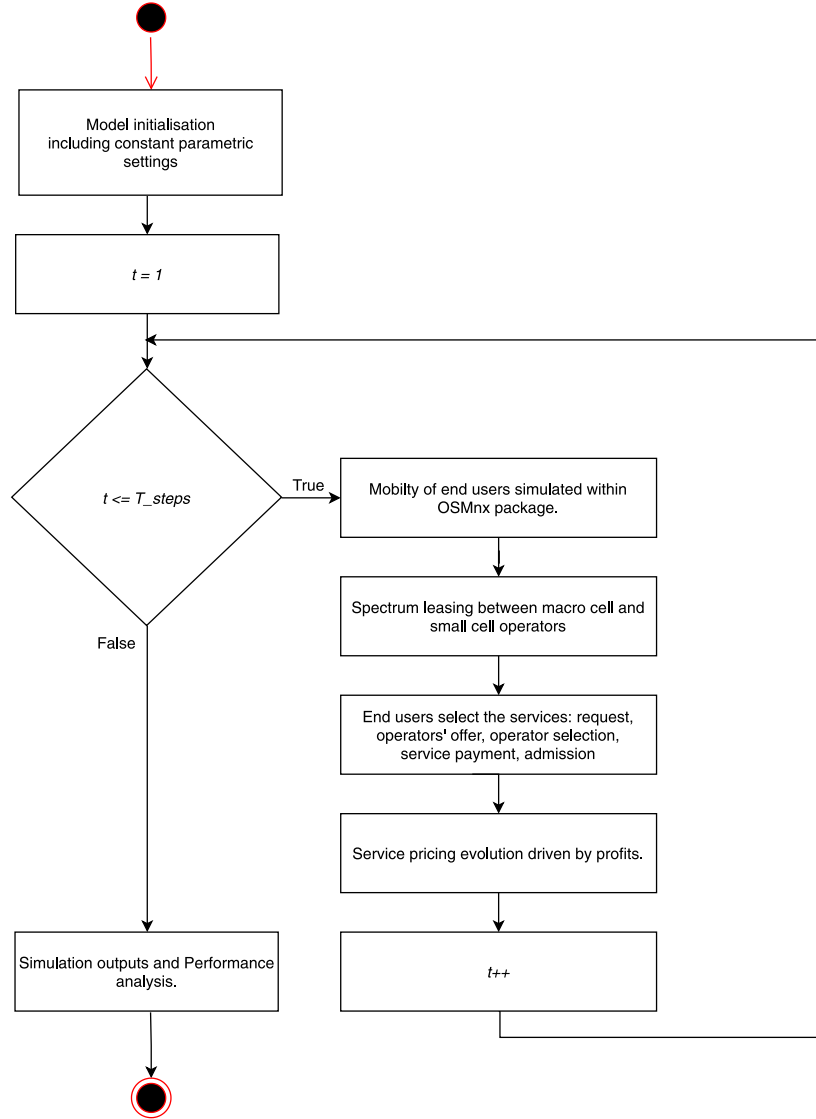 Model initialisation
including constant parametric
settings
t = 1
t <= T_steps
True
Mobilty of end users simulated within
OSMnx package.
Spectrum leasing between macro cell and
small cell operators
False
End users select the services: request,
operators' offer, operator selection,
service payment, admission
Service pricing evolution driven by profits.
Simulation outputs and Performance
analysis.
t++